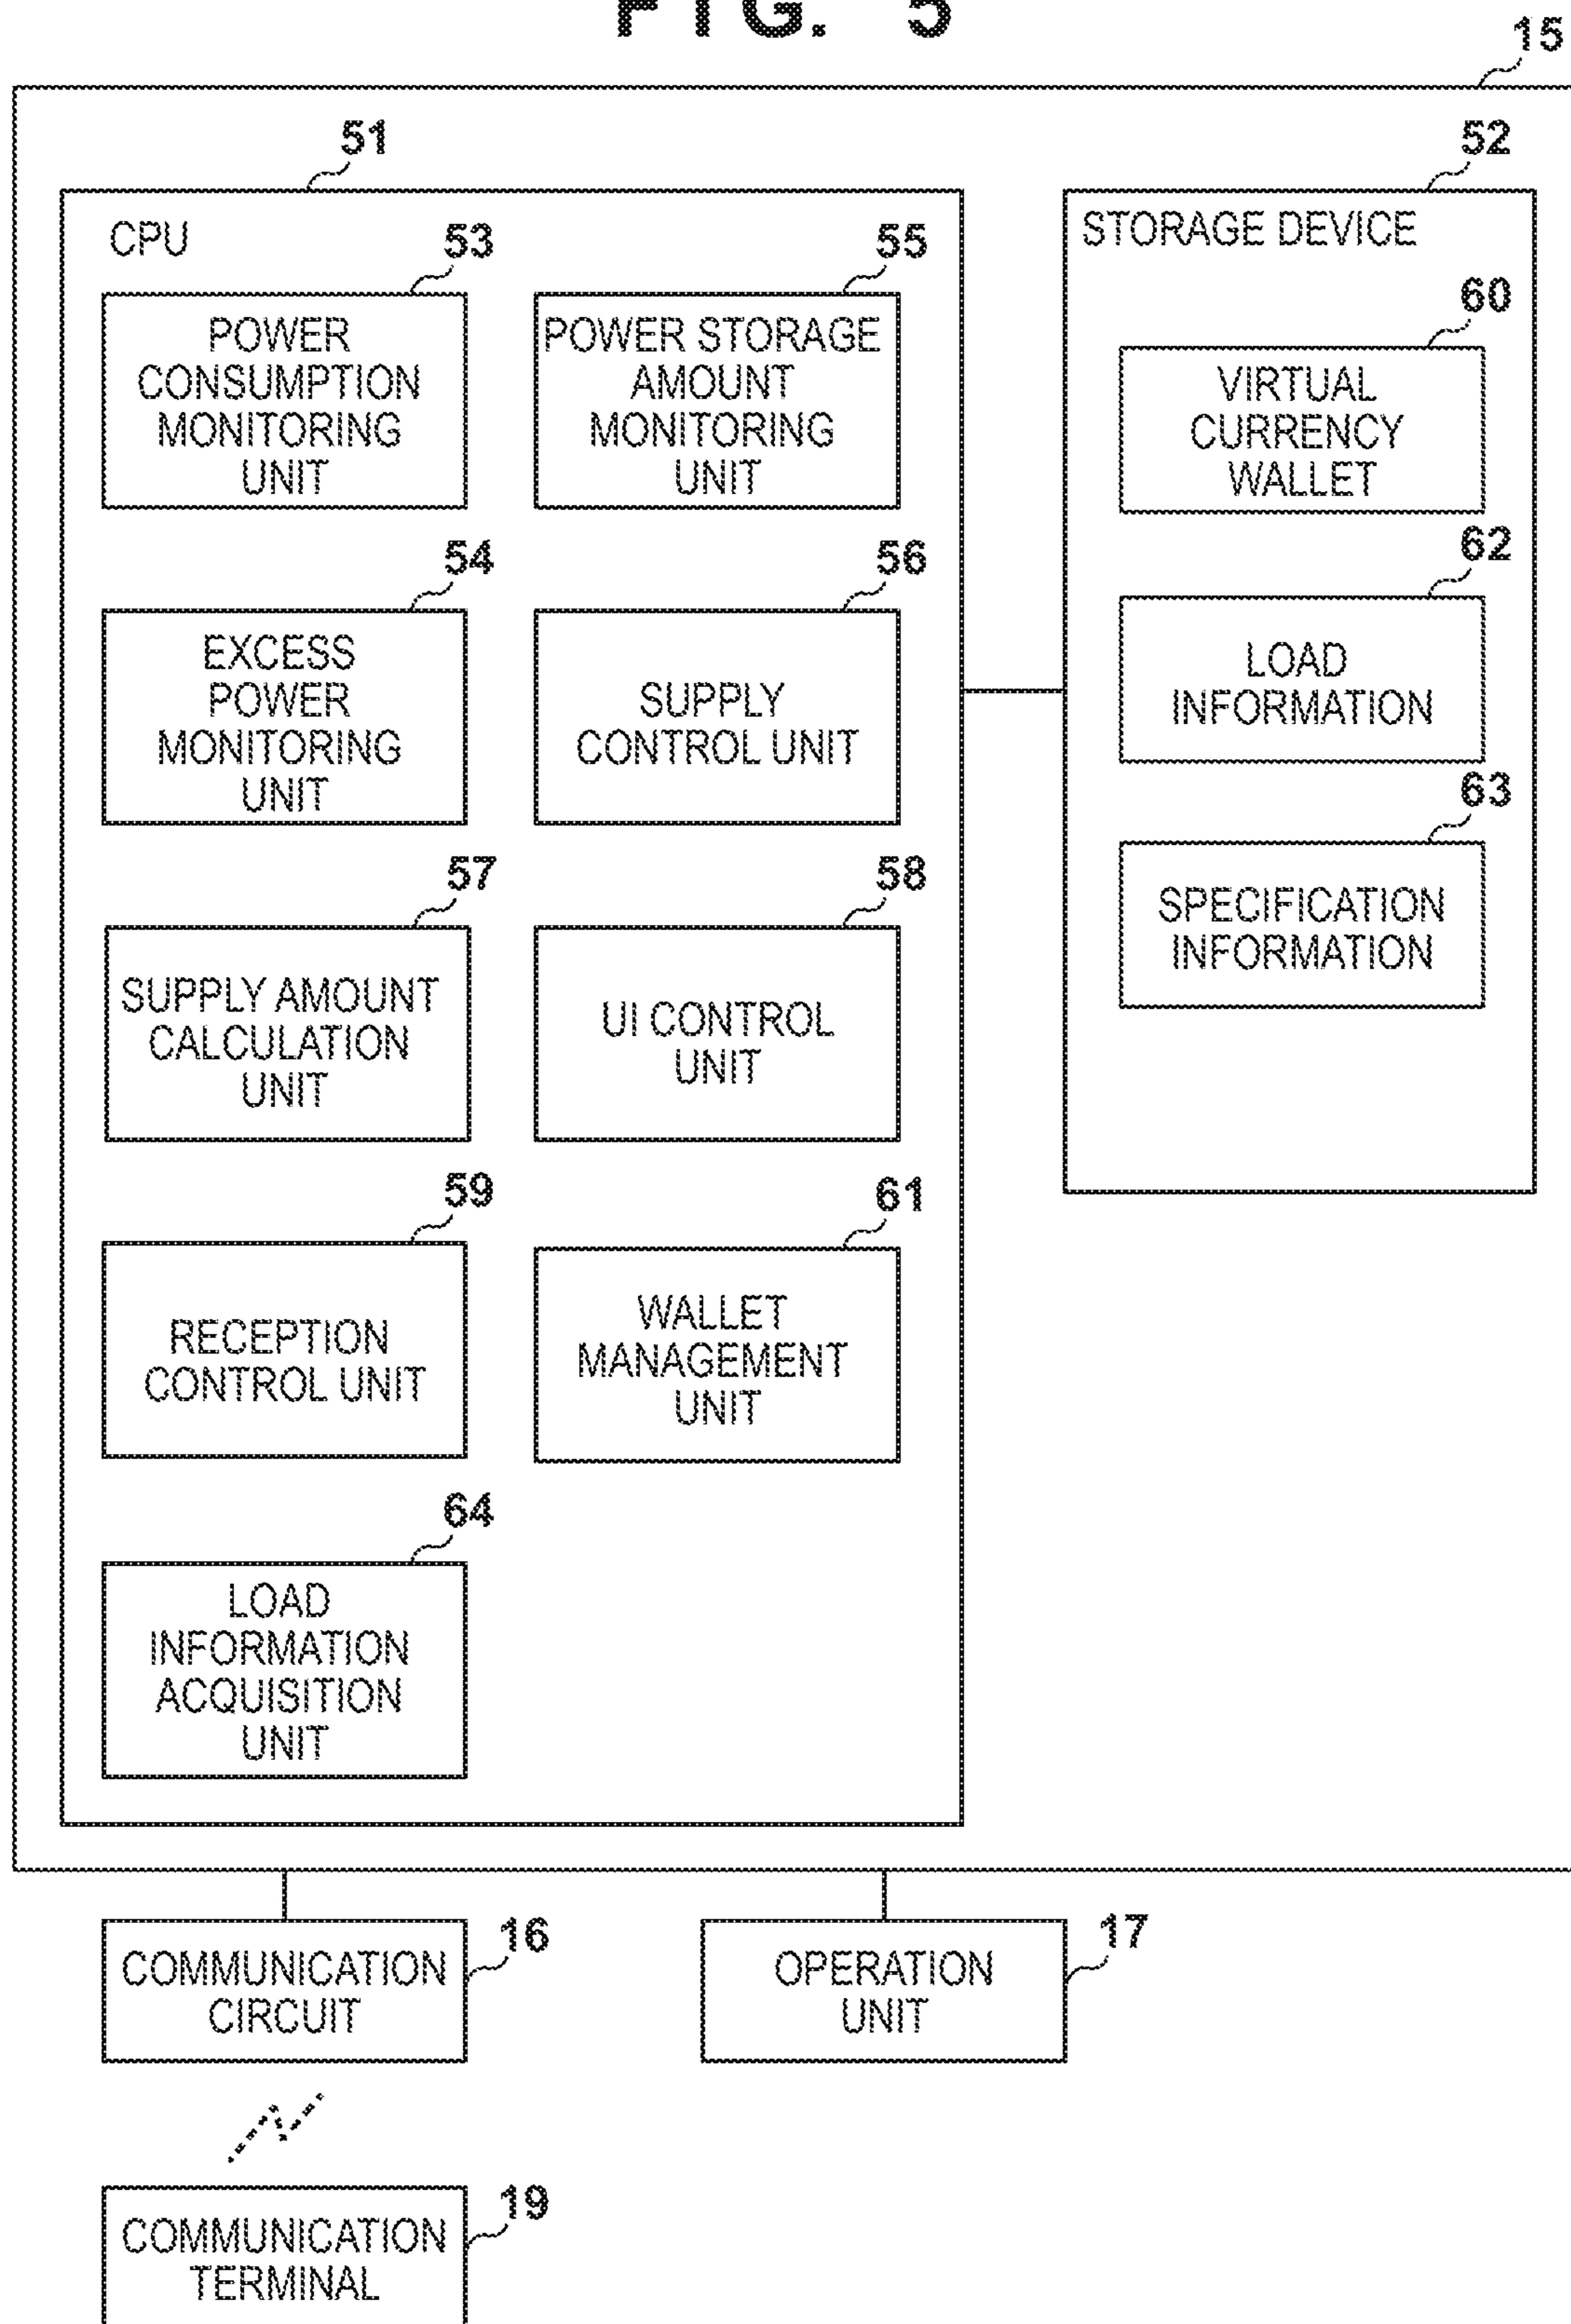 FIG. 5
15
51
52
CPU
53
55
STORAGE DEVICE
POWER
CONSUMPTION
MONITORING
UNIT
POWER STORAGE
AMOUNT
MONITORING
UNIT
60
VIRTUAL
CURRENCY
WALLET
54
56
62
EXCESS
POWER
MONITORING
UNIT
SUPPLY
CONTROL UNIT
LOAD
INFORMATION
63
57
58
SPECIFICATION
INFORMATION
SUPPLY AMOUNT
CALCULATION
UNIT
UI CONTROL
UNIT
59
61
RECEPTION
CONTROL UNIT
WALLET
MANAGEMENT
UNIT
64
LOAD
INFORMATION
ACQUISITION
UNIT
16
17
COMMUNICATION
CIRCUIT
OPERATION
UNIT
19
COMMUNICATION
TERMINAL